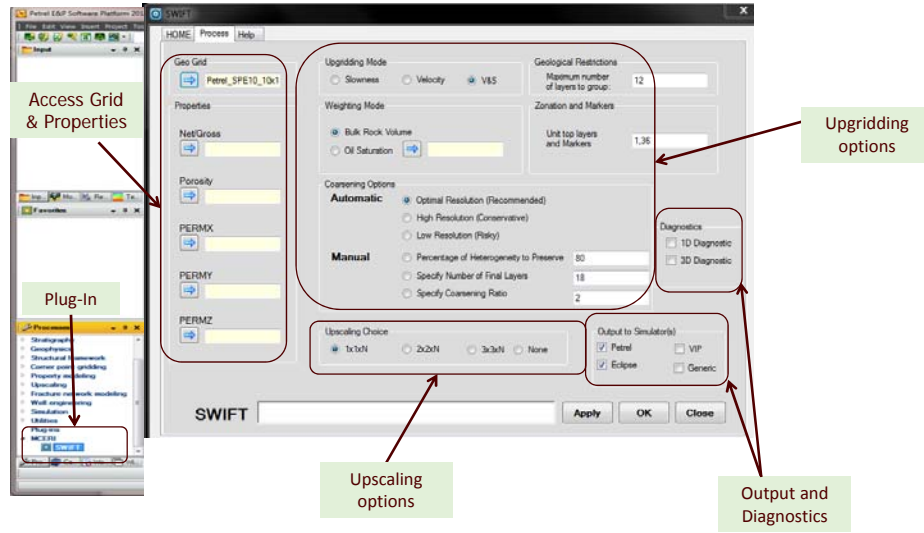 Petrel E&P Software Platform 201
File Edit View Insert Project Too
Input
Favorites
Processes
Stratigraphy
Geophysics
Structural framework
Corner point gridding
Property modeling
Upscaling
Fracture network modeling
Well engineering
Simulation
Utilities
Plug-ins
MCERI
SWIFT
SWIFT
X
HOME Process Help
Geo Grid
Petrel_SPE10_10x1
Properties
Net/Gross
Porosity
PERMX
PERMY
PERMZ
Upgridding Mode
Slowness Velocity V&S
Weighting Mode
Bulk Rock Volume
Oil Saturation
Geological Restrictions
Maximum number
of layers to group: 12
Zonation and Markers
Unit top layers
and Markers 1,36
Coarsening Options
Automatic Optimal Resolution (Recommended)
High Resolution (Conservative)
Low Resolution (Risky)
Manual Percentage of Heterogeneity to Preserve 80
Specify Number of Final Layers 18
Specify Coarsening Ratio 2
Diagnostics
1D Diagnostic
3D Diagnostic
Upscaling Choice
1x1xN 2x2xN 3x3xN None
Output to Simulator(s)
Petrel VIP
Eclipse Generic
SWIFT
Apply OK Close
Access Grid
& Properties
Plug-In
Upgridding
options
Upscaling
options
Output and
Diagnostics